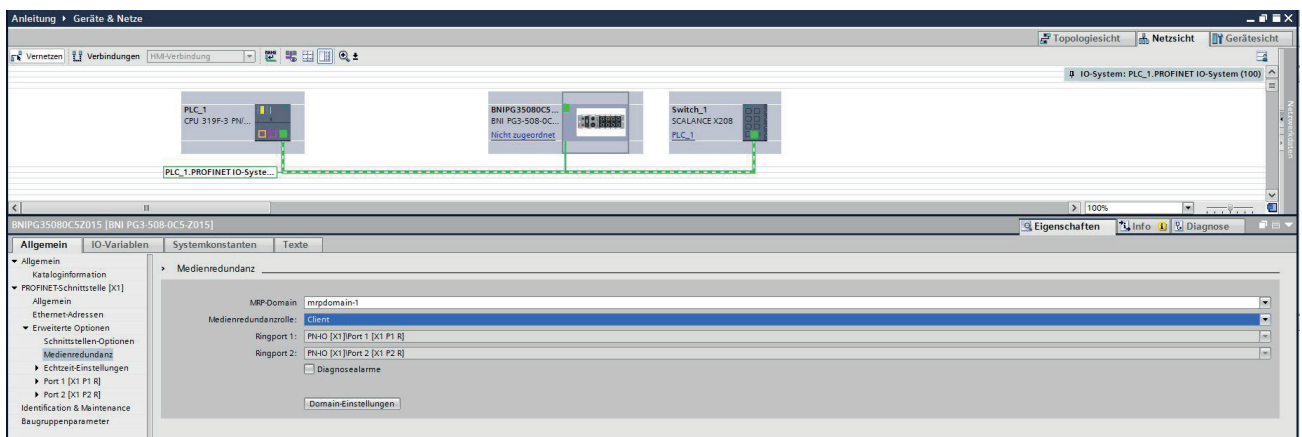 Anleitung ▸ Geräte & Netze
Topologiesicht Netzsicht Gerätesicht
Vernetzen Verbindungen HMI-Verbindung
IO-System: PLC_1.PROFINET IO-System (100)
PLC_1
CPU 319F-3 PN/...
BNIPG35080C5...
BNI PG3-508-0C...
Nicht zugeordnet
Switch_1
SCALANCE X208
PLC_1
PLC_1.PROFINET IO-Syste...
Netzwerkdaten
100%
BNIPG35080C5Z015 [BNI PG3-508-0C5-Z015]
Eigenschaften Info Diagnose
Allgemein IO-Variablen Systemkonstanten Texte
Allgemein
Kataloginformation
PROFINET-Schnittstelle [X1]
Allgemein
Ethernet-Adressen
Erweiterte Optionen
Schnittstellen-Optionen
Medienredundanz
Echtzeit-Einstellungen
Port 1 [X1 P1 R]
Port 2 [X1 P2 R]
Identification & Maintenance
Baugruppenparameter
Medienredundanz
MRP-Domain mrpdomain-1
Medienredundanzrolle: Client
Ringport 1: PN-IO [X1]\Port 1 [X1 P1 R]
Ringport 2: PN-IO [X1]\Port 2 [X1 P2 R]
Diagnosealarme
Domain-Einstellungen